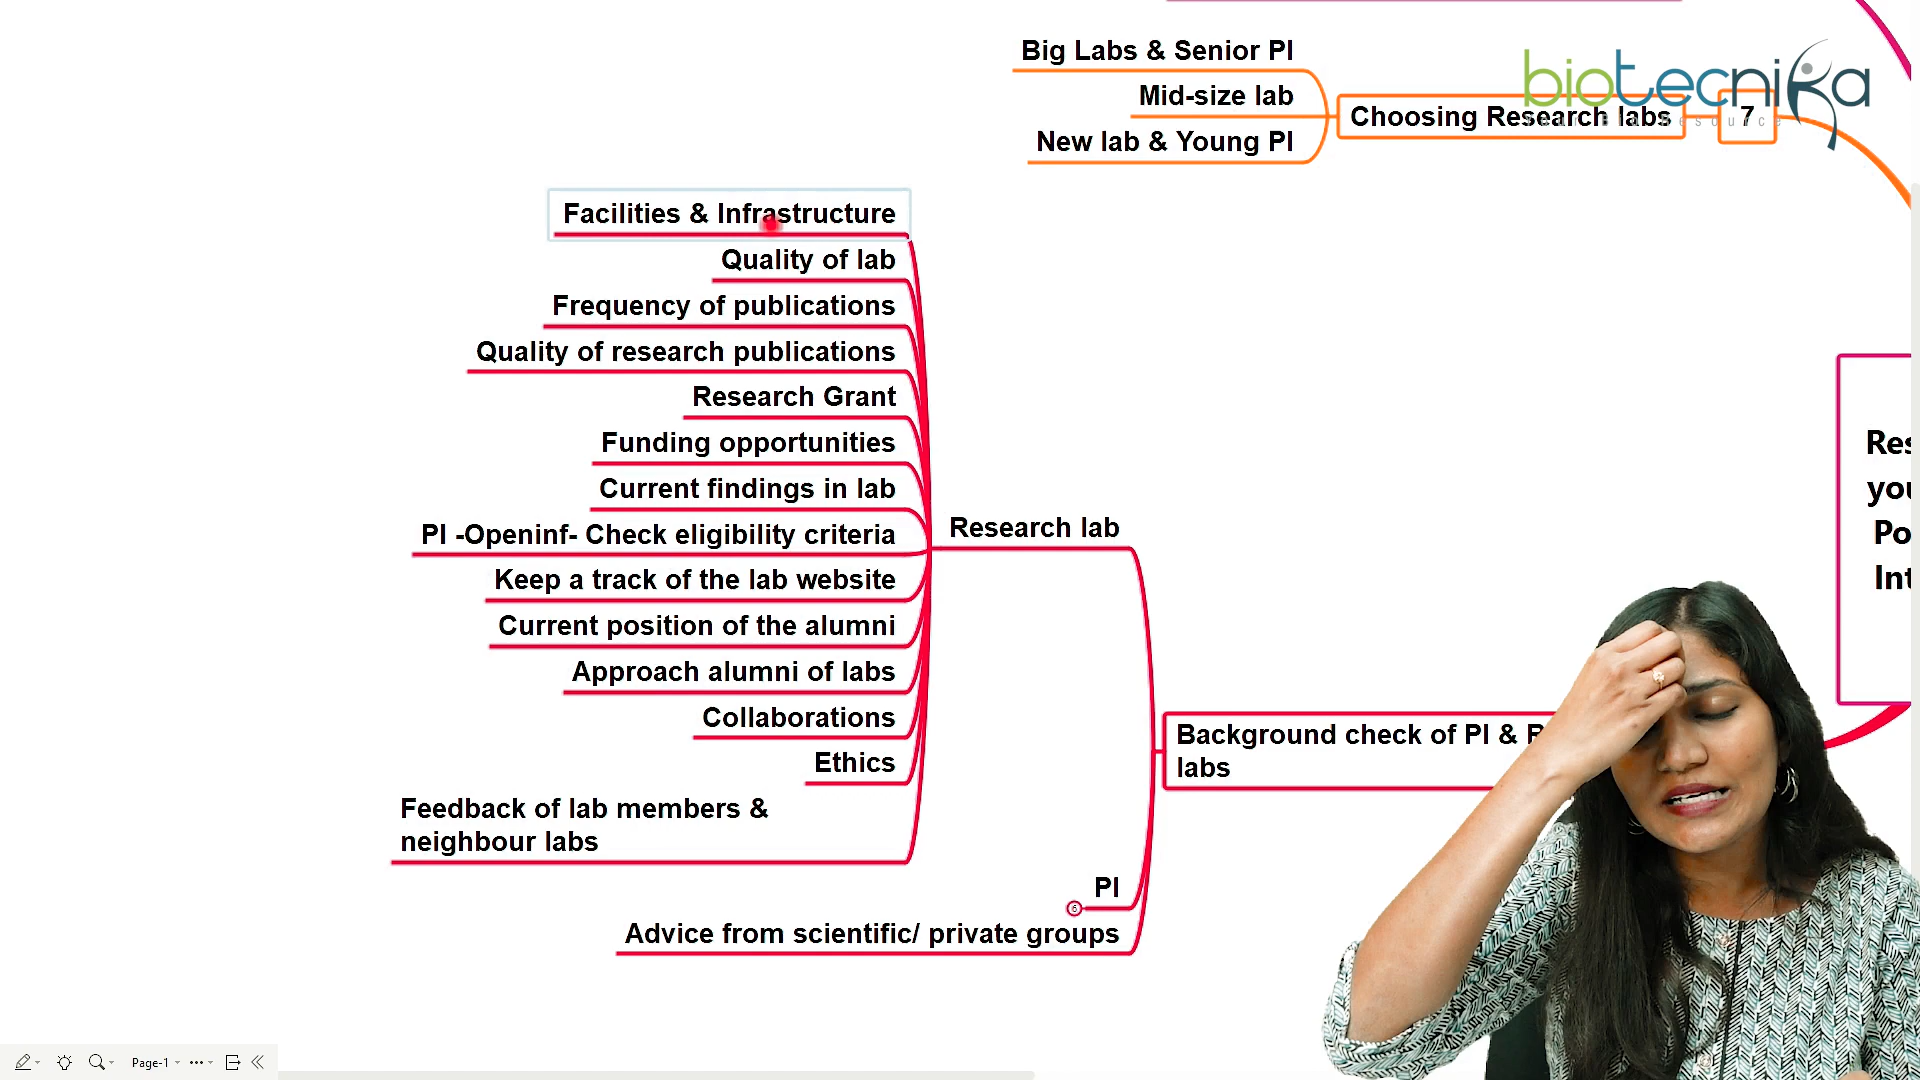 Big Labs & Senior PI
Mid-size lab
New lab & Young PI
Choosing Research labs
7
biotecnika
Facilities & Infrastructure
Quality of lab
Frequency of publications
Quality of research publications
Research Grant
Funding opportunities
Current findings in lab
PI -Openinf- Check eligibility criteria
Keep a track of the lab website
Current position of the alumni
Approach alumni of labs
Collaborations
Ethics
Feedback of lab members &
neighbour labs
Research lab
Background check of PI &
labs
PI
6
Advice from scientific/ private groups
Page-1